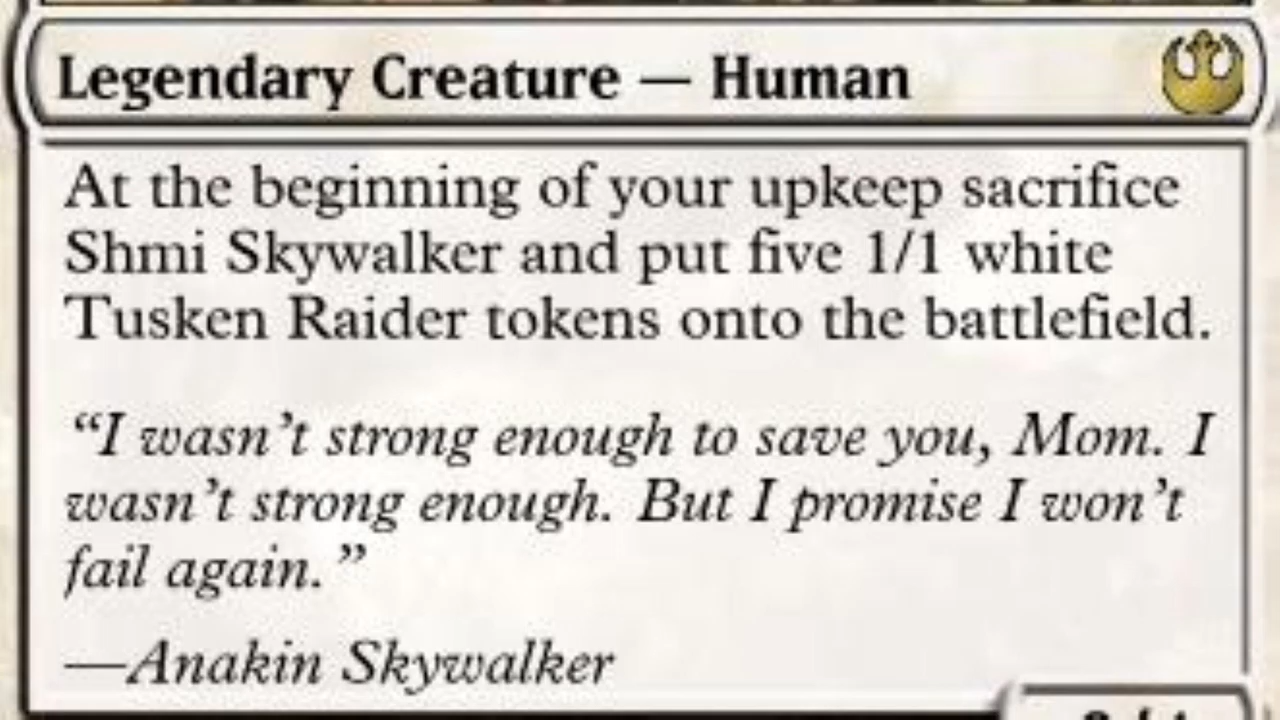 Legendary Creature — Human
At the beginning of your upkeep sacrifice
Shmi Skywalker and put five 1/1 white
Tusken Raider tokens onto the battlefield.
“I wasn’t strong enough to save you, Mom. I
wasn’t strong enough. But I promise I won’t
fail again.”
—Anakin Skywalker